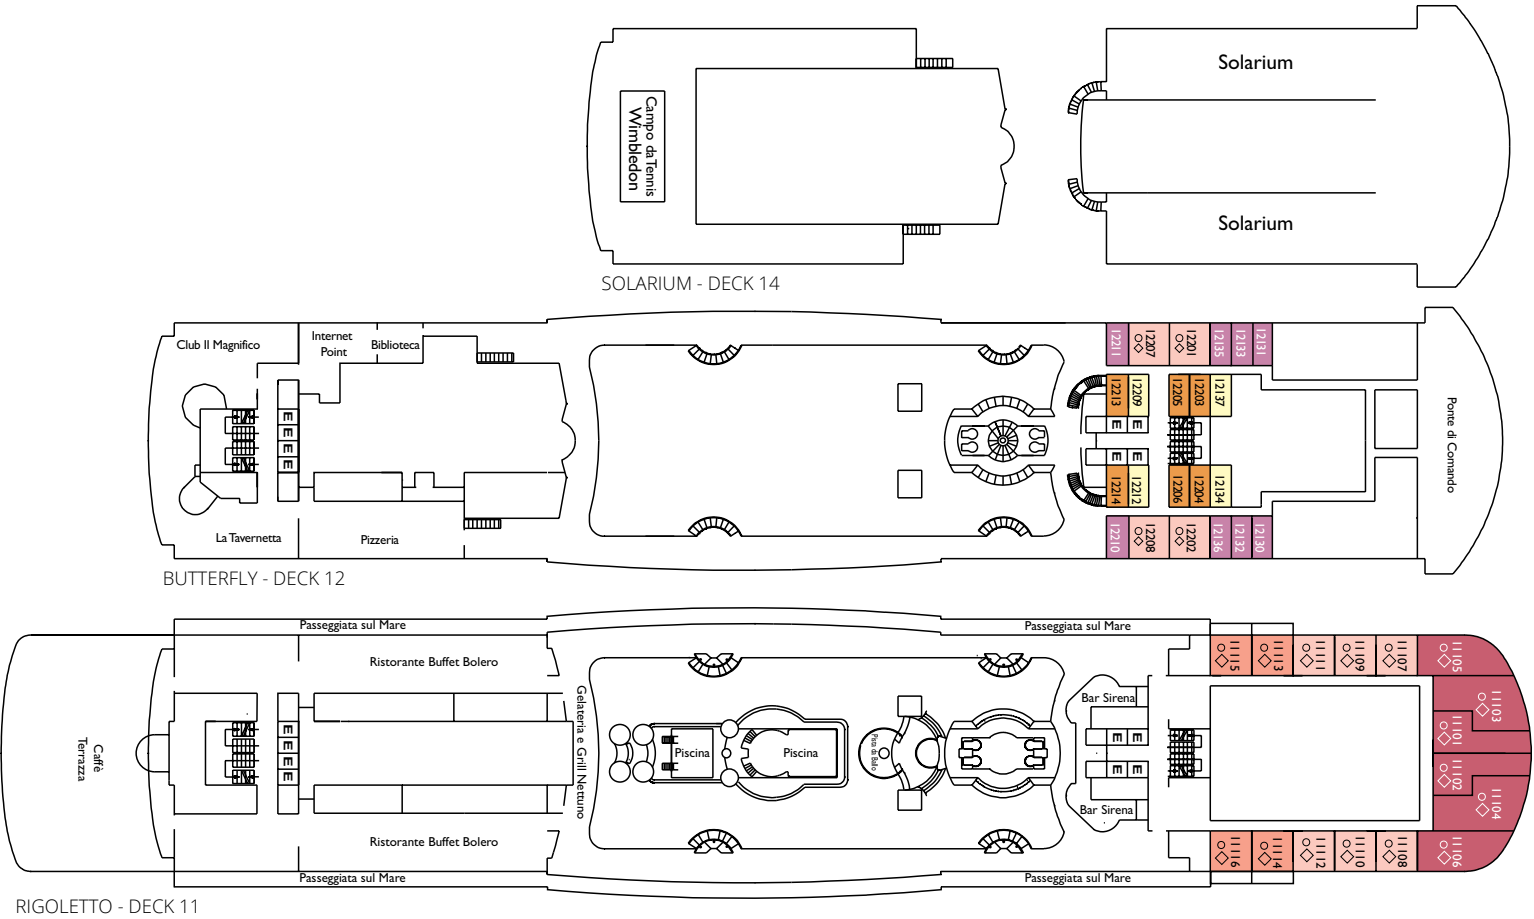 Solarium
Campo da Tennis
Wimbledon
Solarium
SOLARIUM - DECK 14
Club Il Magnifico
Internet
Point
Biblioteca
12211
12207
12201
12135
12133
12131
12213
12209
12205
12203
12137
E
E
E
E
E
E
E
E
Ponte di Comando
12214
12212
12206
12204
12134
12210
12208
12202
12136
12132
12130
La Tavernetta
Pizzeria
BUTTERFLY - DECK 12
Passeggiata sul Mare
Passeggiata sul Mare
Ristorante Buffet Bolero
11115
11113
11111
11109
11107
11105
Gelateria e Grill Nettuno
Bar Sirena
11103
11101
Caffè
Terrazza
E
E
E
E
Piscina
Piscina
Pista da Ballo
E
E
E
E
11102
11104
Bar Sirena
Ristorante Buffet Bolero
11116
11114
11112
11110
11108
11106
Passeggiata sul Mare
Passeggiata sul Mare
RIGOLETTO - DECK 11